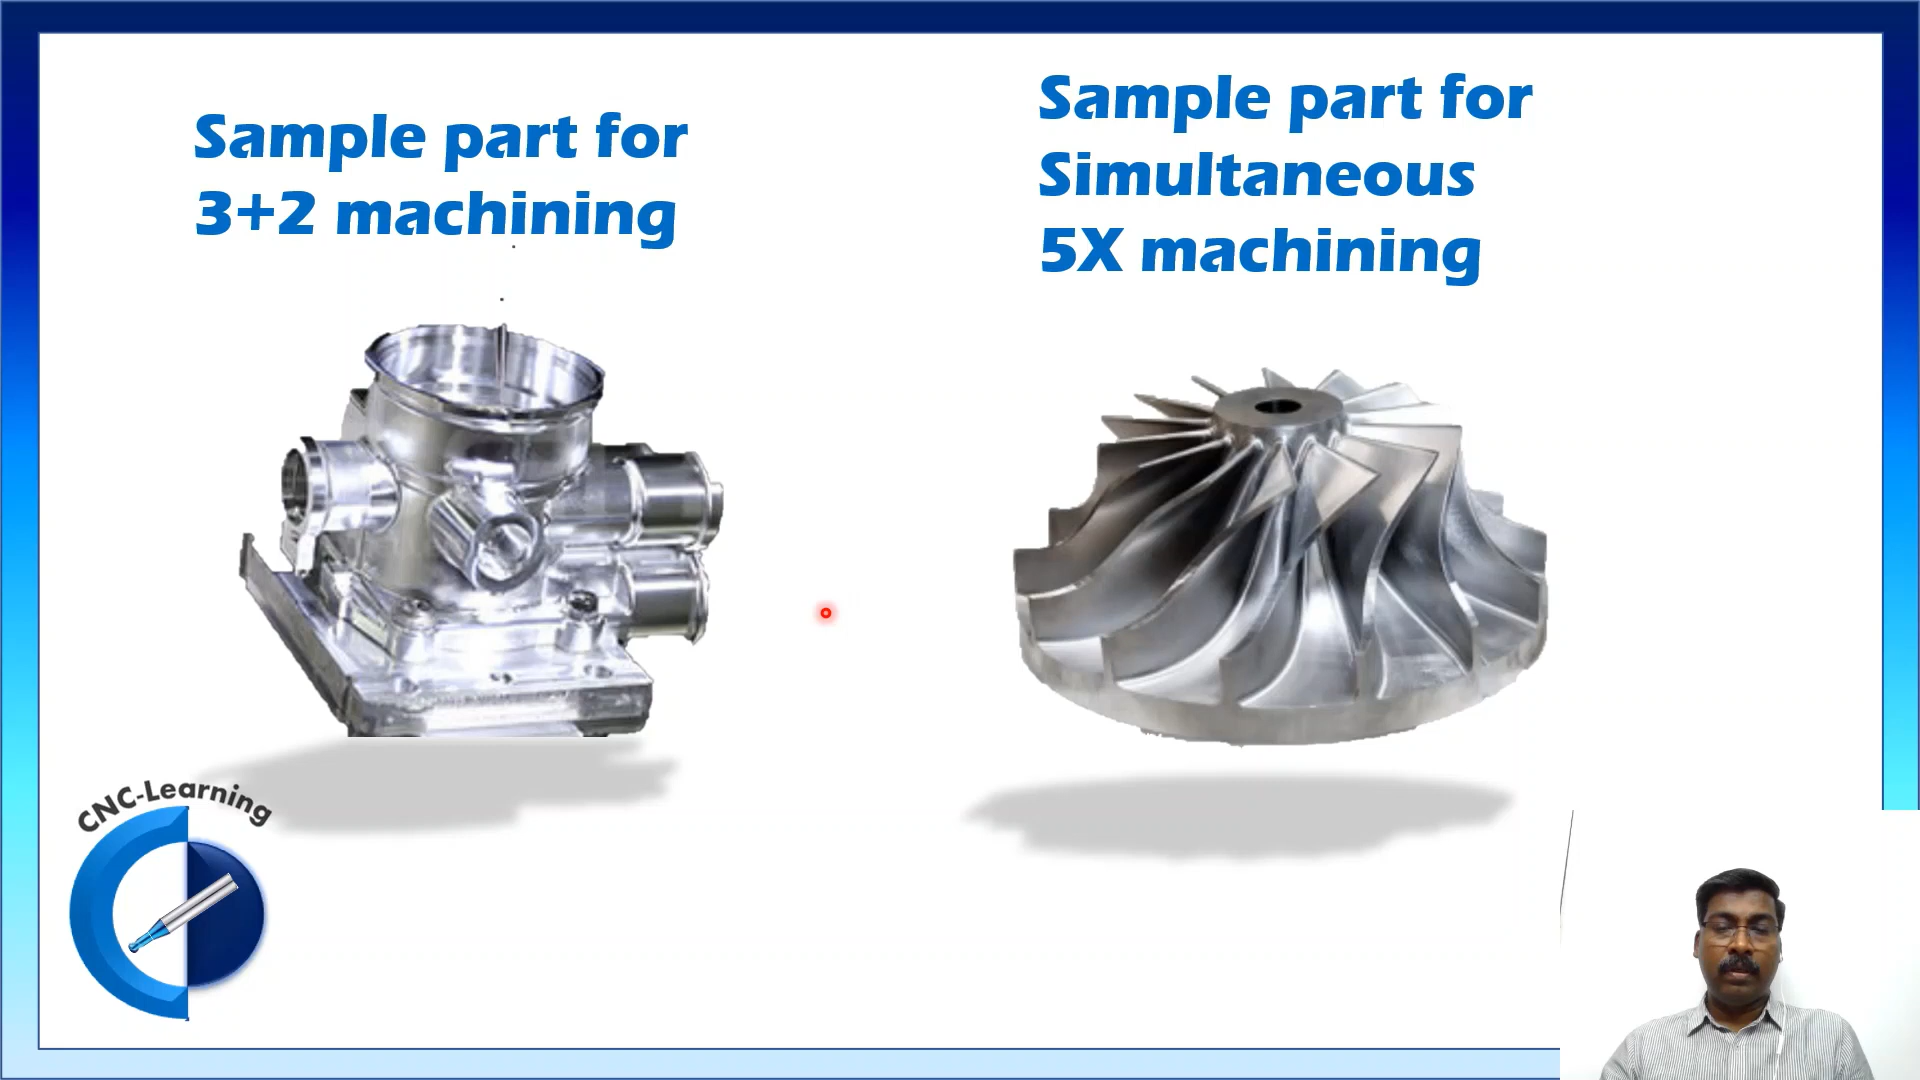 Sample part for
3+2 machining
Sample part for
Simultaneous
5X machining
CNC-Learning